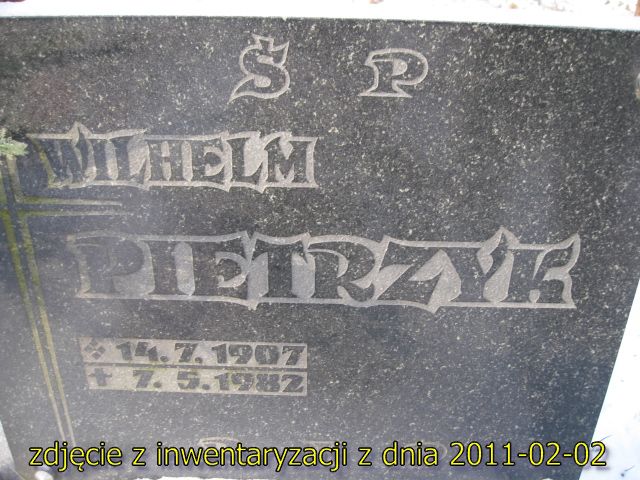 Ś P
WILHELM
PIETRZYK
14.7.1907
† 7.5.1982
zdjęcie z inwentaryzacji z dnia 2011-02-02